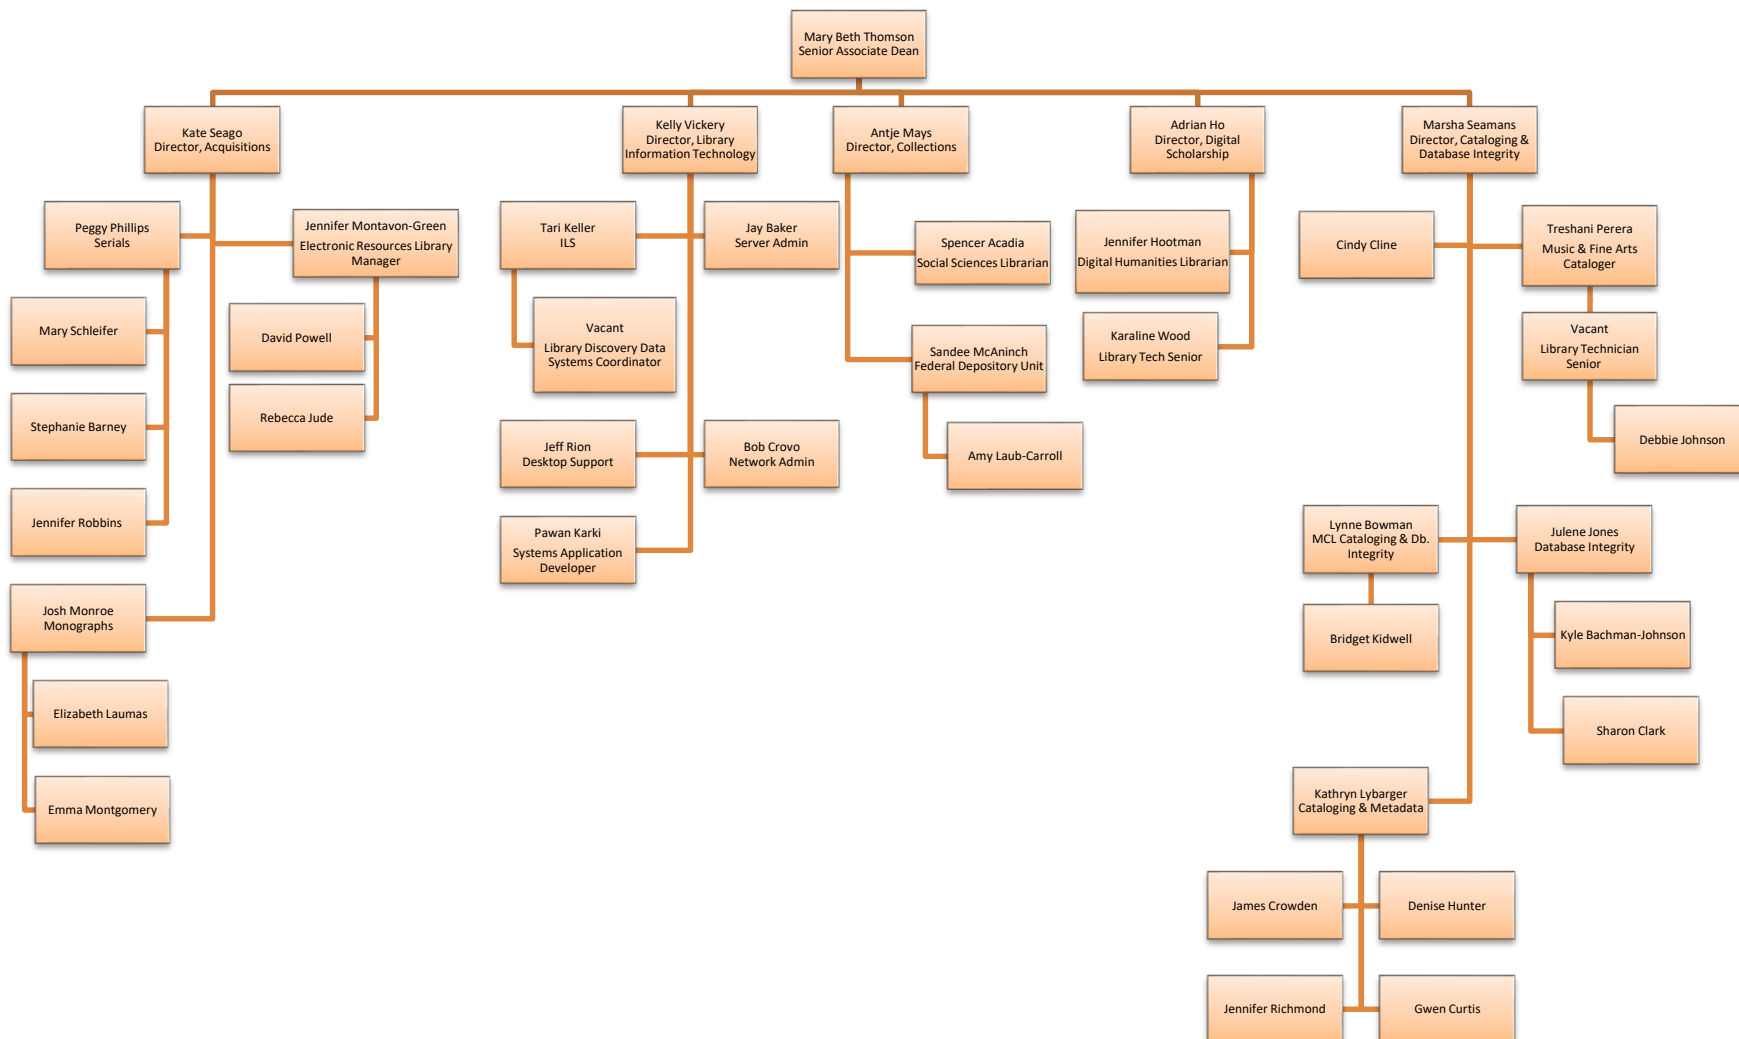 Mary Beth Thomson
Senior Associate Dean
Kate Seago
Director, Acquisitions
Kelly Vickery
Director, Library
Information Technology
Antje Mays
Director, Collections
Adrian Ho
Director, Digital
Scholarship
Marsha Seamans
Director, Cataloging &
Database Integrity
Peggy Phillips
Serials
Jennifer Montavon-Green
Electronic Resources Library
Manager
Mary Schleifer
David Powell
Stephanie Barney
Rebecca Jude
Jennifer Robbins
Josh Monroe
Monographs
Elizabeth Laumas
Emma Montgomery
Tari Keller
ILS
Jay Baker
Server Admin
Vacant
Library Discovery Data
Systems Coordinator
Jeff Rion
Desktop Support
Bob Crovo
Network Admin
Pawan Karki
Systems Application
Developer
Spencer Acadia
Social Sciences Librarian
Sandee McAninch
Federal Depository Unit
Amy Laub-Carroll
Jennifer Hootman
Digital Humanities Librarian
Karaline Wood
Library Tech Senior
Cindy Cline
Treshani Perera
Music & Fine Arts
Cataloger
Vacant
Library Technician
Senior
Debbie Johnson
Lynne Bowman
MCL Cataloging & Db.
Integrity
Julene Jones
Database Integrity
Bridget Kidwell
Kyle Bachman-Johnson
Sharon Clark
Kathryn Lybarger
Cataloging & Metadata
James Crowden
Denise Hunter
Jennifer Richmond
Gwen Curtis